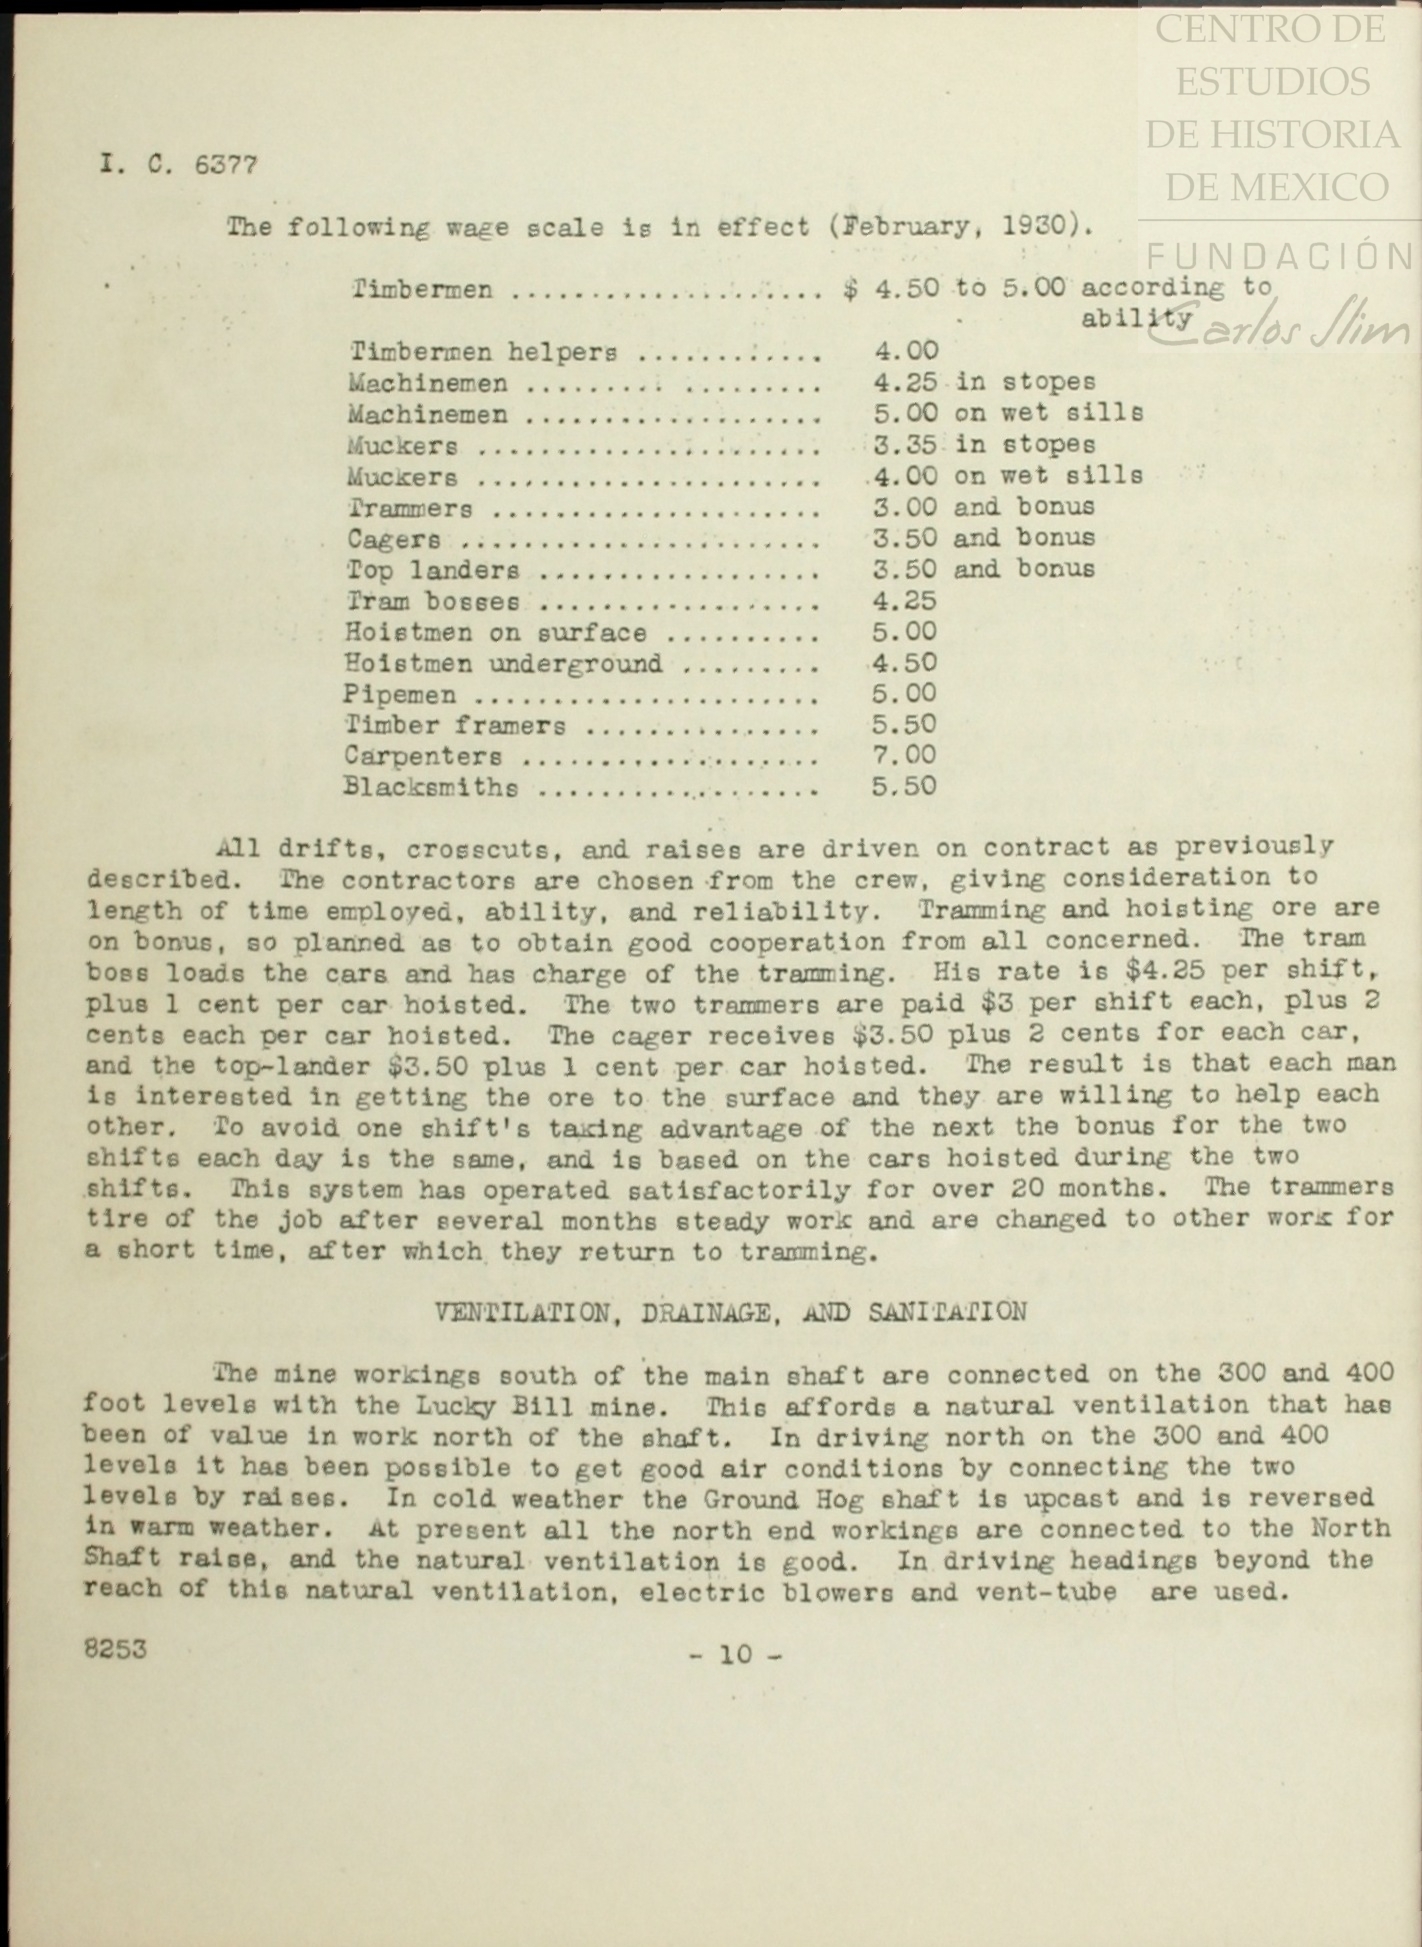 CENTRO DE
ESTUDIOS
DE HISTORIA
DE MEXICO
FUNDACIÓN
Carlos Slim
I. C. 6377
The following wage scale is in effect (February, 1930).
Timbermen .................... $ 4.50 to 5.00 according to
ability
Timbermen helpers ............ 4.00
Machinemen ......... ......... 4.25 in stopes
Machinemen ................... 5.00 on wet sills
Muckers ...................... 3.35 in stopes
Muckers ...................... 4.00 on wet sills
Trammers ..................... 3.00 and bonus
Cagers ....................... 3.50 and bonus
Top landers .................. 3.50 and bonus
Tram bosses .................. 4.25
Hoistmen on surface .......... 5.00
Hoistmen underground ......... 4.50
Pipemen ...................... 5.00
Timber framers ............... 5.50
Carpenters ................... 7.00
Blacksmiths .................. 5.50
All drifts, crosscuts, and raises are driven on contract as previously
described. The contractors are chosen from the crew, giving consideration to
length of time employed, ability, and reliability. Tramming and hoisting ore are
on bonus, so planned as to obtain good cooperation from all concerned. The tram
boss loads the cars and has charge of the tramming. His rate is $4.25 per shift,
plus 1 cent per car hoisted. The two trammers are paid $3 per shift each, plus 2
cents each per car hoisted. The cager receives $3.50 plus 2 cents for each car,
and the top-lander $3.50 plus 1 cent per car hoisted. The result is that each man
is interested in getting the ore to the surface and they are willing to help each
other. To avoid one shift's taking advantage of the next the bonus for the two
shifts each day is the same, and is based on the cars hoisted during the two
shifts. This system has operated satisfactorily for over 20 months. The trammers
tire of the job after several months steady work and are changed to other work for
a short time, after which they return to tramming.
VENTILATION, DRAINAGE, AND SANITATION
The mine workings south of the main shaft are connected on the 300 and 400
foot levels with the Lucky Bill mine. This affords a natural ventilation that has
been of value in work north of the shaft. In driving north on the 300 and 400
levels it has been possible to get good air conditions by connecting the two
levels by raises. In cold weather the Ground Hog shaft is upcast and is reversed
in warm weather. At present all the north end workings are connected to the North
Shaft raise, and the natural ventilation is good. In driving headings beyond the
reach of this natural ventilation, electric blowers and vent-tube are used.
8253
- 10 -